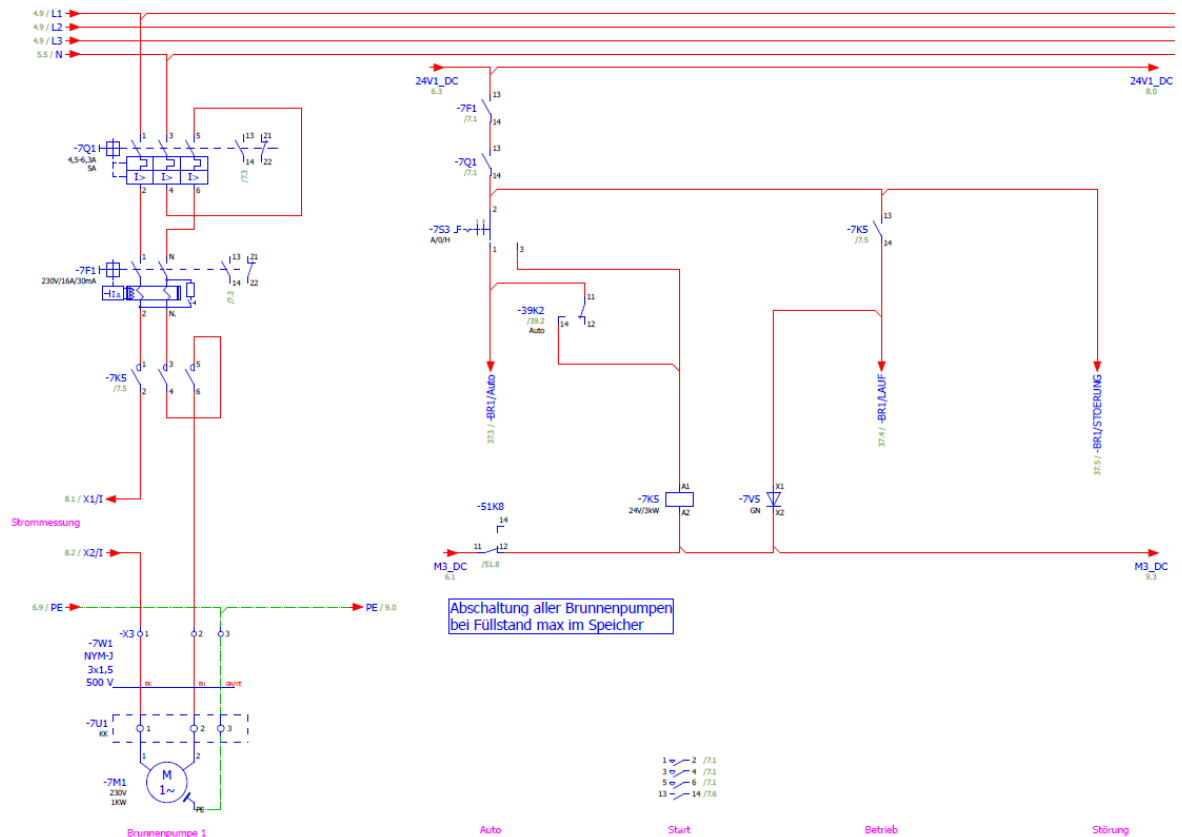 4.9 / L1
4.9 / L2
4.9 / L3
5.5 / N
24V1_DC
6.3
24V1_DC
8.0
-7F1
/7.1
13
14
-7Q1
4,5-6,3A
5A
1
3
5
I>
I>
I>
2
4
6
13
21
14
22
/7.3
-7Q1
/7.1
13
14
-7S3
A/0/H
2
1
3
-7K5
/7.5
13
14
-7F1
230V/16A/30mA
1
N
2
N.
13
21
14
22
/7.3
-39K2
/39.2
Auto
11
14
12
-7K5
/7.5
1
3
5
2
4
6
-BR1/Auto
37.3 /
-BR1/LAUF
37.4 /
-BR1/STOERUNG
37.5 /
8.1 / X1/I
Strommessung
8.2 / X2/I
-7K5
24V/3kW
A1
A2
-7V5
GN
X1
X2
-51K8
14
11
12
/51.8
M3_DC
6.1
M3_DC
9.3
6.9 / PE
PE / 9.0
Abschaltung aller Brunnenpumpen
bei Füllstand max im Speicher
-X3
1
2
3
-7W1
NYM-J
3x1,5
500 V
BK
BU
GNYE
-7U1
KK
1
2
3
-7M1
230V
1KW
1
2
M
1~
PE
1 2 /7.1
3 4 /7.1
5 6 /7.1
13 14 /7.6
Brunnenpumpe 1
Auto
Start
Betrieb
Störung